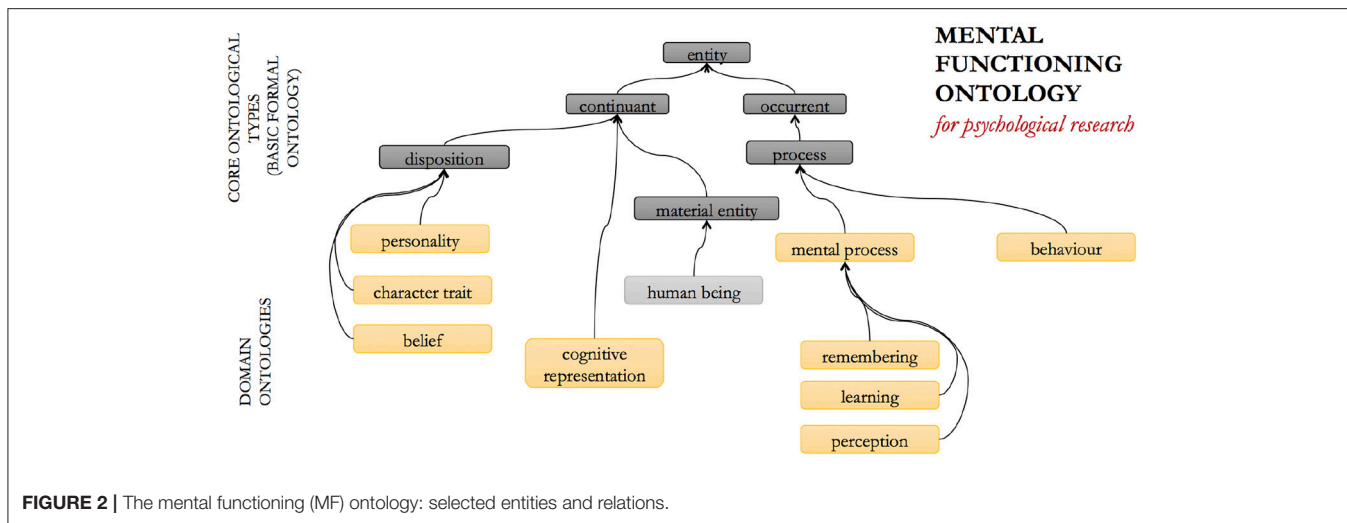 CORE ONTOLOGICAL
TYPES
(BASIC FORMAL
ONTOLOGY)
DOMAIN
ONTOLOGIES
MENTAL
FUNCTIONING
ONTOLOGY
for psychological research
entity
continuant
occurrent
disposition
process
material entity
personality
mental process
behaviour
character trait
human being
belief
cognitive
representation
remembering
learning
perception
FIGURE 2 | The mental functioning (MF) ontology: selected entities and relations.